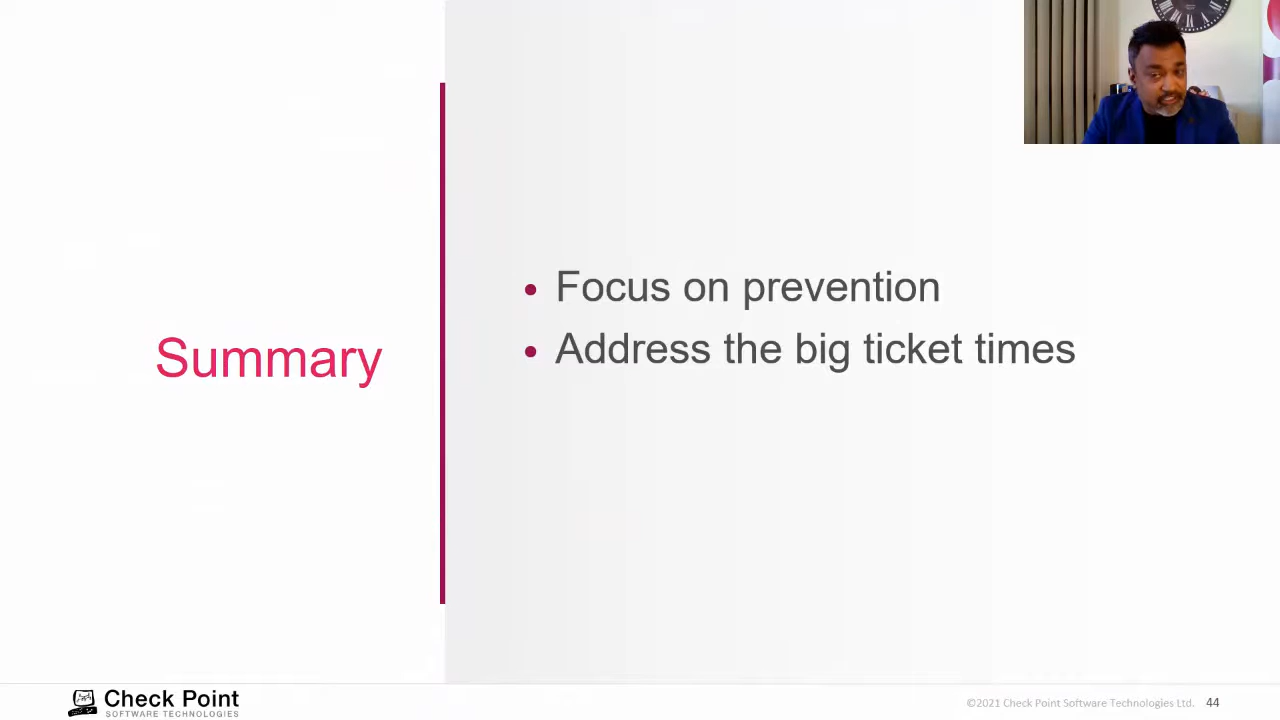 Summary
• Focus on prevention
• Address the big ticket times
Check Point
SOFTWARE TECHNOLOGIES
©2021 Check Point Software Technologies Ltd. 44